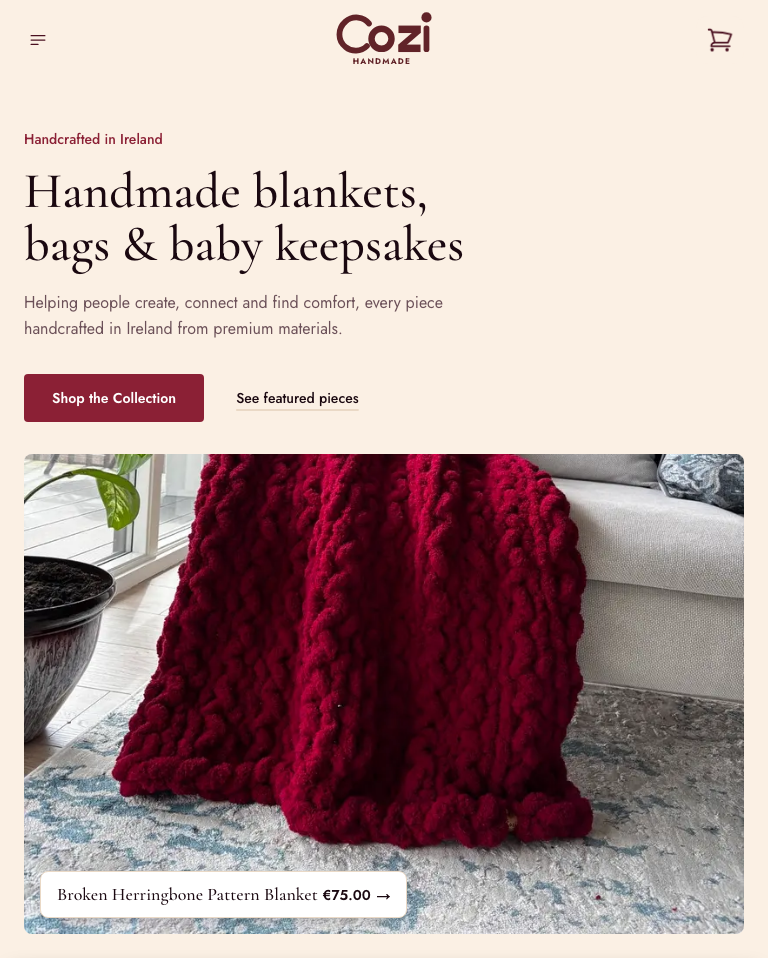 Cozi
HANDMADE
Handcrafted in Ireland
Handmade blankets,
bags & baby keepsakes
Helping people create, connect and find comfort, every piece
handcrafted in Ireland from premium materials.
Shop the Collection
See featured pieces
Broken Herringbone Pattern Blanket €75.00 →